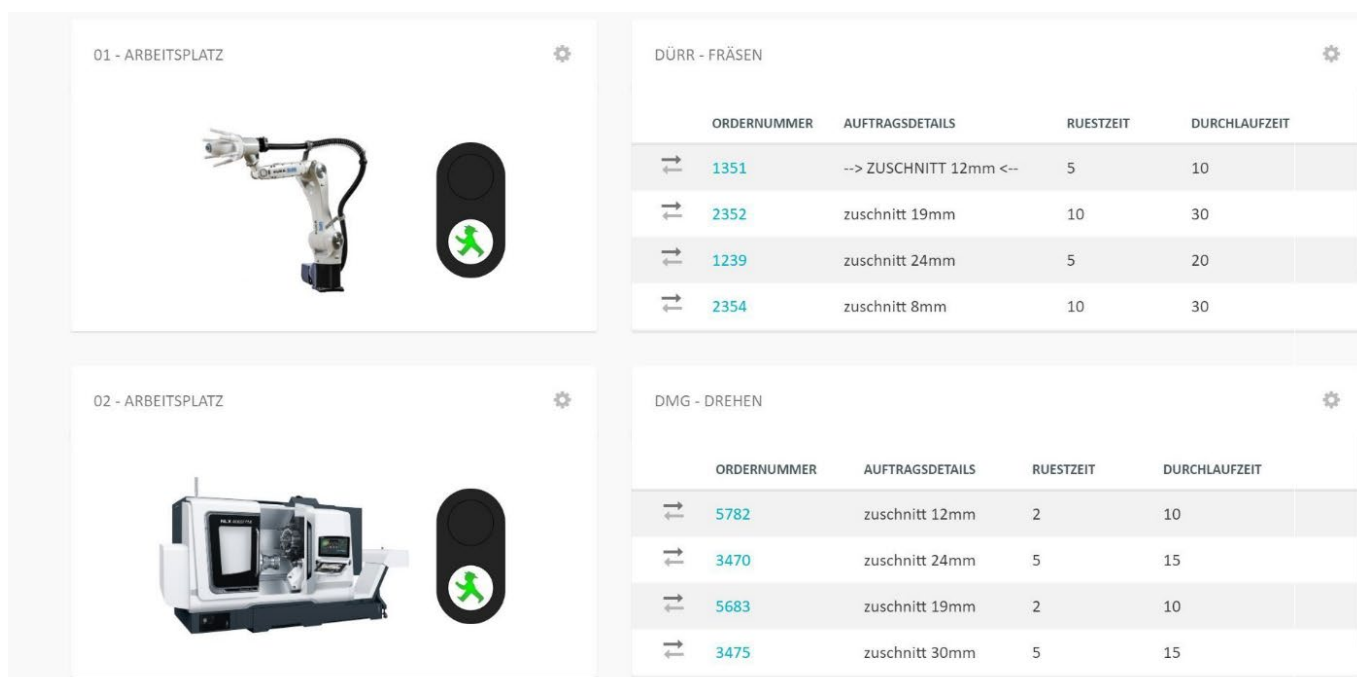 01 - ARBEITSPLATZ
DÜRR - FRÄSEN
ORDERNUMMER AUFTRAGSDETAILS RUESTZEIT DURCHLAUFZEIT
1351 --> ZUSCHNITT 12mm <-- 5 10
2352 zuschnitt 19mm 10 30
1239 zuschnitt 24mm 5 20
2354 zuschnitt 8mm 10 30
02 - ARBEITSPLATZ
DMG - DREHEN
ORDERNUMMER AUFTRAGSDETAILS RUESTZEIT DURCHLAUFZEIT
5782 zuschnitt 12mm 2 10
3470 zuschnitt 24mm 5 15
5683 zuschnitt 19mm 2 10
3475 zuschnitt 30mm 5 15